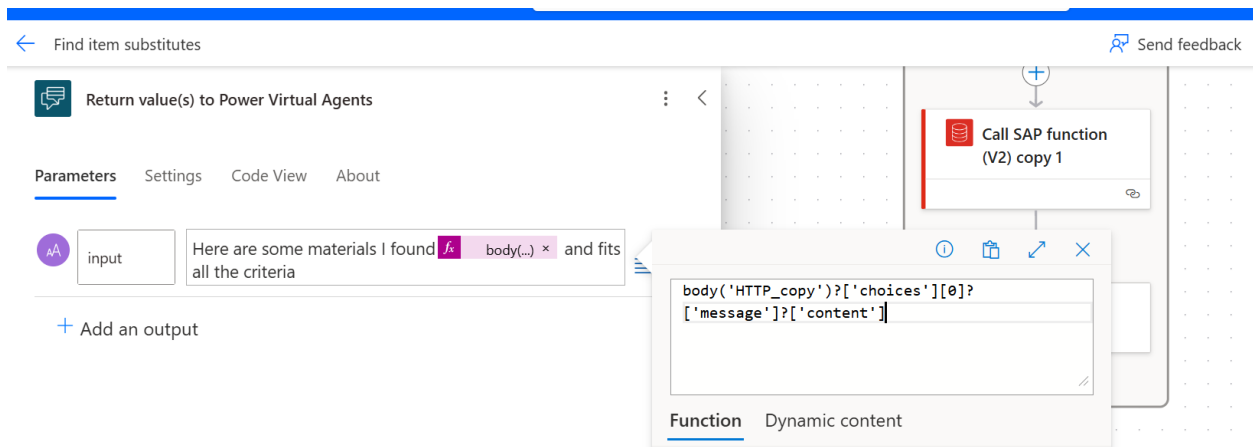 Find item substitutes
Send feedback
Return value(s) to Power Virtual Agents
Parameters Settings Code View About
Call SAP function
(V2) copy 1
AA
input
Here are some materials I found fx body(...) × and fits
all the criteria
+ Add an output
body('HTTP_copy')?['choices'][0]?
['message']?['content']
Function Dynamic content